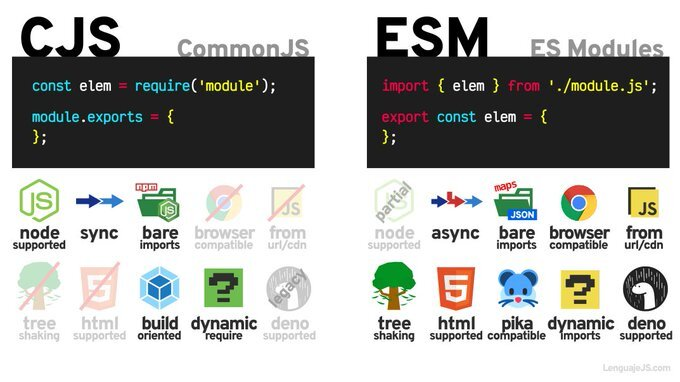 CJS
CommonJS
const elem = require('module');
module.exports = {
};
JS
npm
JS
JS
node
supported
sync
bare
imports
browser
compatible
from
url/cdn
5
?
legacy
tree
shaking
html
supported
build
oriented
dynamic
require
deno
supported
ESM
ES Modules
import { elem } from './module.js';
export const elem = {
};
partial
maps
JSON
JS
node
supported
async
bare
imports
browser
compatible
from
url/cdn
5
?
tree
shaking
html
supported
pika
compatible
dynamic
imports
deno
supported
LenguajeJS.com